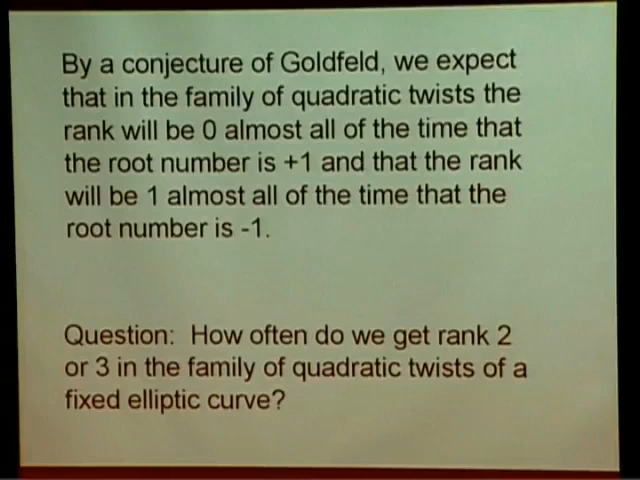 By a conjecture of Goldfeld, we expect
that in the family of quadratic twists the
rank will be 0 almost all of the time that
the root number is +1 and that the rank
will be 1 almost all of the time that the
root number is -1.
Question: How often do we get rank 2
or 3 in the family of quadratic twists of a
fixed elliptic curve?